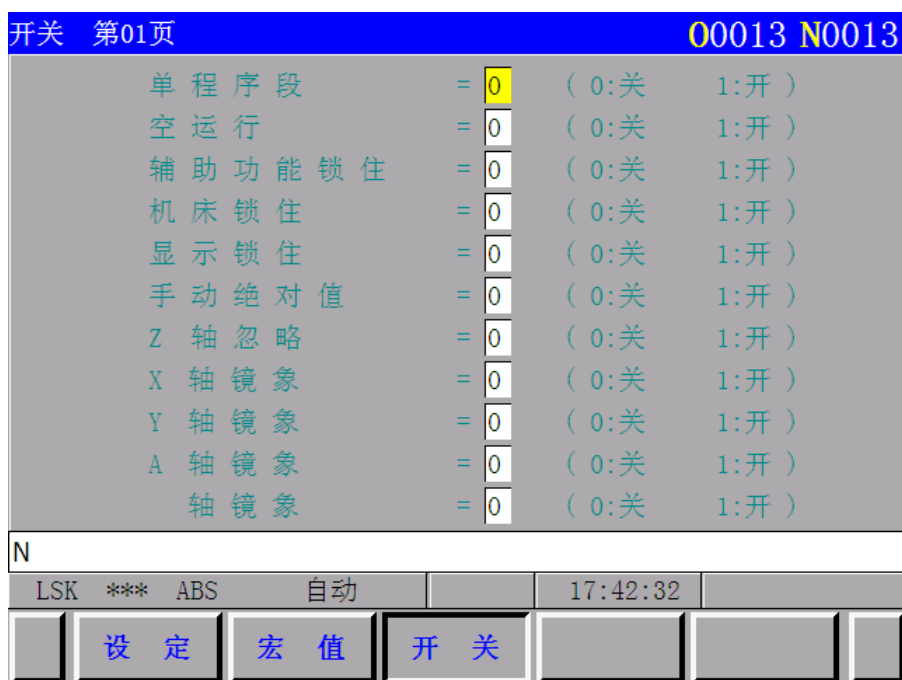 开关 第01页 O0013 N0013
单程序段 = 0 ( 0:关 1:开 )
空运行 = 0 ( 0:关 1:开 )
辅助功能锁住 = 0 ( 0:关 1:开 )
机床锁住 = 0 ( 0:关 1:开 )
显示锁住 = 0 ( 0:关 1:开 )
手动绝对值 = 0 ( 0:关 1:开 )
Z 轴忽略 = 0 ( 0:关 1:开 )
X 轴镜象 = 0 ( 0:关 1:开 )
Y 轴镜象 = 0 ( 0:关 1:开 )
A 轴镜象 = 0 ( 0:关 1:开 )
轴镜象 = 0 ( 0:关 1:开 )
N
LSK *** ABS 自动 17:42:32
设定 宏值 开关